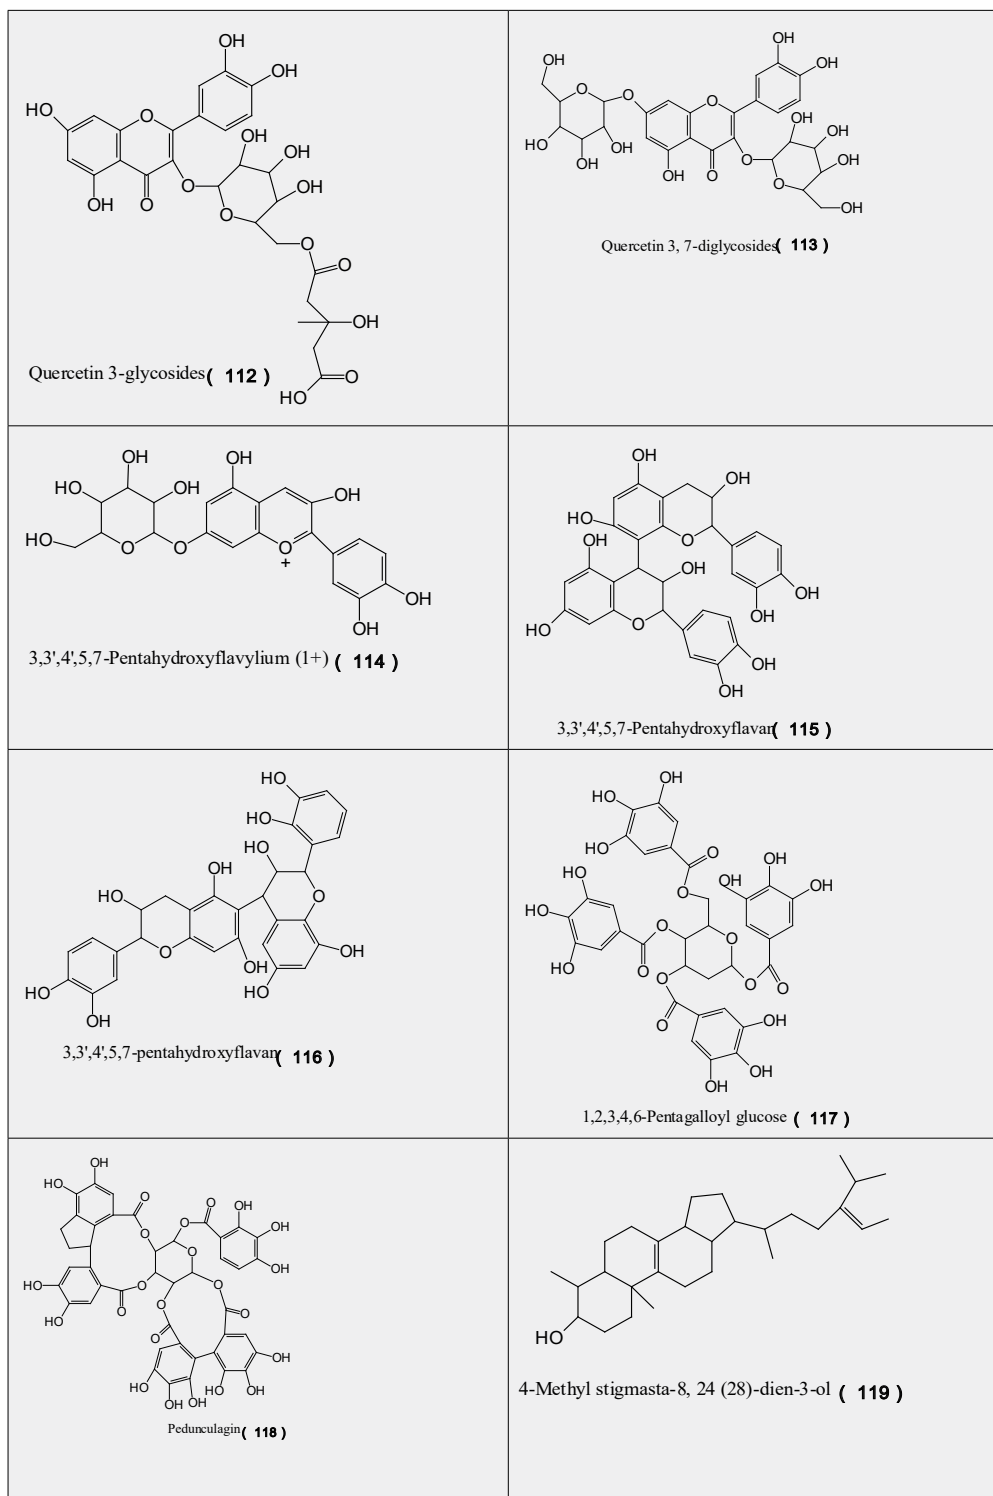 OH
OH
HO
O
OH
OH
O
OH
OH
O
O
O
O
OH
O
HO
Quercetin 3-glycosides( 112 )
OH
OH
OH
O
O
O
O
OH
OH
HO
OH
OH
OH
O
OH
O
O
OH
Quercetin 3, 7-diglycosides( 113 )
OH
OH
HO
OH
OH
HO
O
O
O
+
OH
OH
OH
3,3',4',5,7-Pentahydroxyflavylium (1+) ( 114 )
OH
OH
HO
OH
O
OH
OH
OH
HO
O
OH
OH
3,3',4',5,7-Pentahydroxyflavan( 115 )
HO
HO
HO
OH
HO
O
O
OH
OH
HO
HO
OH
3,3',4',5,7-pentahydroxyflavan( 116 )
OH
HO
HO
O
OH
OH
OH
OH
O
HO
O
O
OH
O
O
O
O
O
OH
OH
OH
1,2,3,4,6-Pentagalloyl glucose ( 117 )
OH
HO
O
O
O
O
OH
OH
O
OH
HO
HO
O
O
O
O
O
O
OH
HO
OH
OH
OH
OH
Pedunculagin( 118 )
HO
4-Methyl stigmasta-8, 24 (28)-dien-3-ol ( 119 )